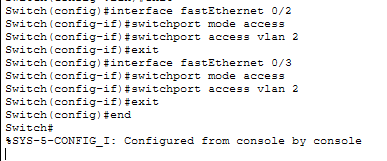 Switch(config)#interface fastEthernet 0/2
Switch(config-if)#switchport mode access
Switch(config-if)#switchport access vlan 2
Switch(config-if)#exit
Switch(config)#interface fastEthernet 0/3
Switch(config-if)#switchport mode access
Switch(config-if)#switchport access vlan 2
Switch(config-if)#exit
Switch(config)#end
Switch#
%SYS-5-CONFIG_I: Configured from console by console